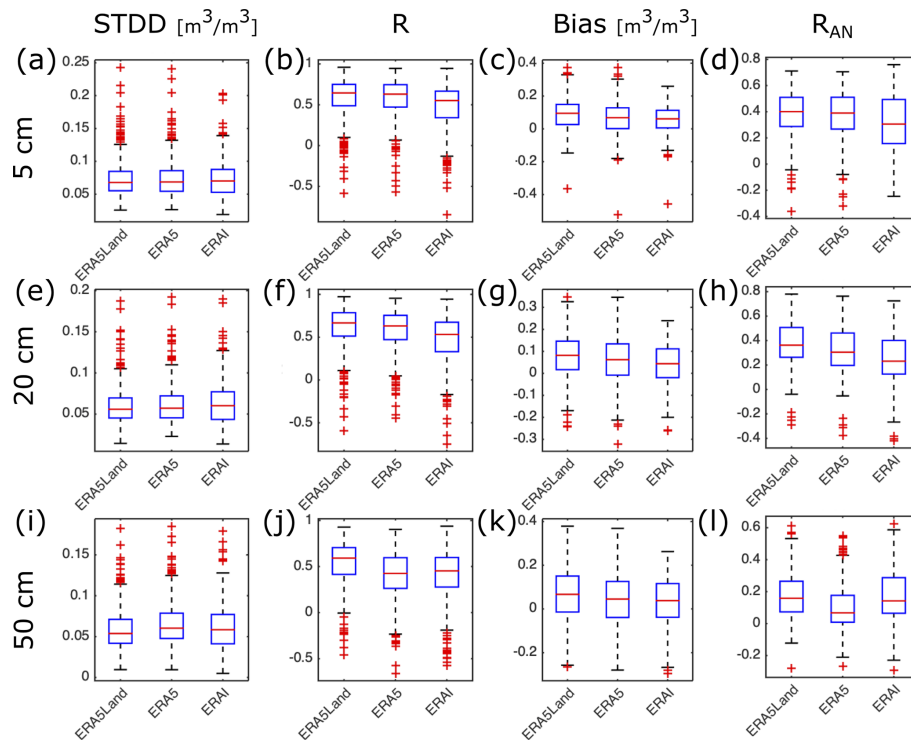 STDD [m³/m³] R Bias [m³/m³] R_AN
(a) (b) (c) (d)
5 cm
0.25 0.2 0.15 0.1 0.05
1 0.5 0 -0.5
0.4 0.2 0 -0.2 -0.4
0.8 0.6 0.4 0.2 0 -0.2 -0.4
ERA5Land ERA5 ERAI ERA5Land ERA5 ERAI ERA5Land ERA5 ERAI ERA5Land ERA5 ERAI
(e) (f) (g) (h)
20 cm
0.2 0.15 0.1 0.05
1 0.5 0 -0.5
0.3 0.2 0.1 0 -0.1 -0.2 -0.3
0.8 0.6 0.4 0.2 0 -0.2 -0.4
ERA5Land ERA5 ERAI ERA5Land ERA5 ERAI ERA5Land ERA5 ERAI ERA5Land ERA5 ERAI
(i) (j) (k) (l)
50 cm
0.15 0.1 0.05 0
1 0.5 0 -0.5
0.4 0.2 0 -0.2
0.6 0.4 0.2 0 -0.2
ERA5Land ERA5 ERAI ERA5Land ERA5 ERAI ERA5Land ERA5 ERAI ERA5Land ERA5 ERAI